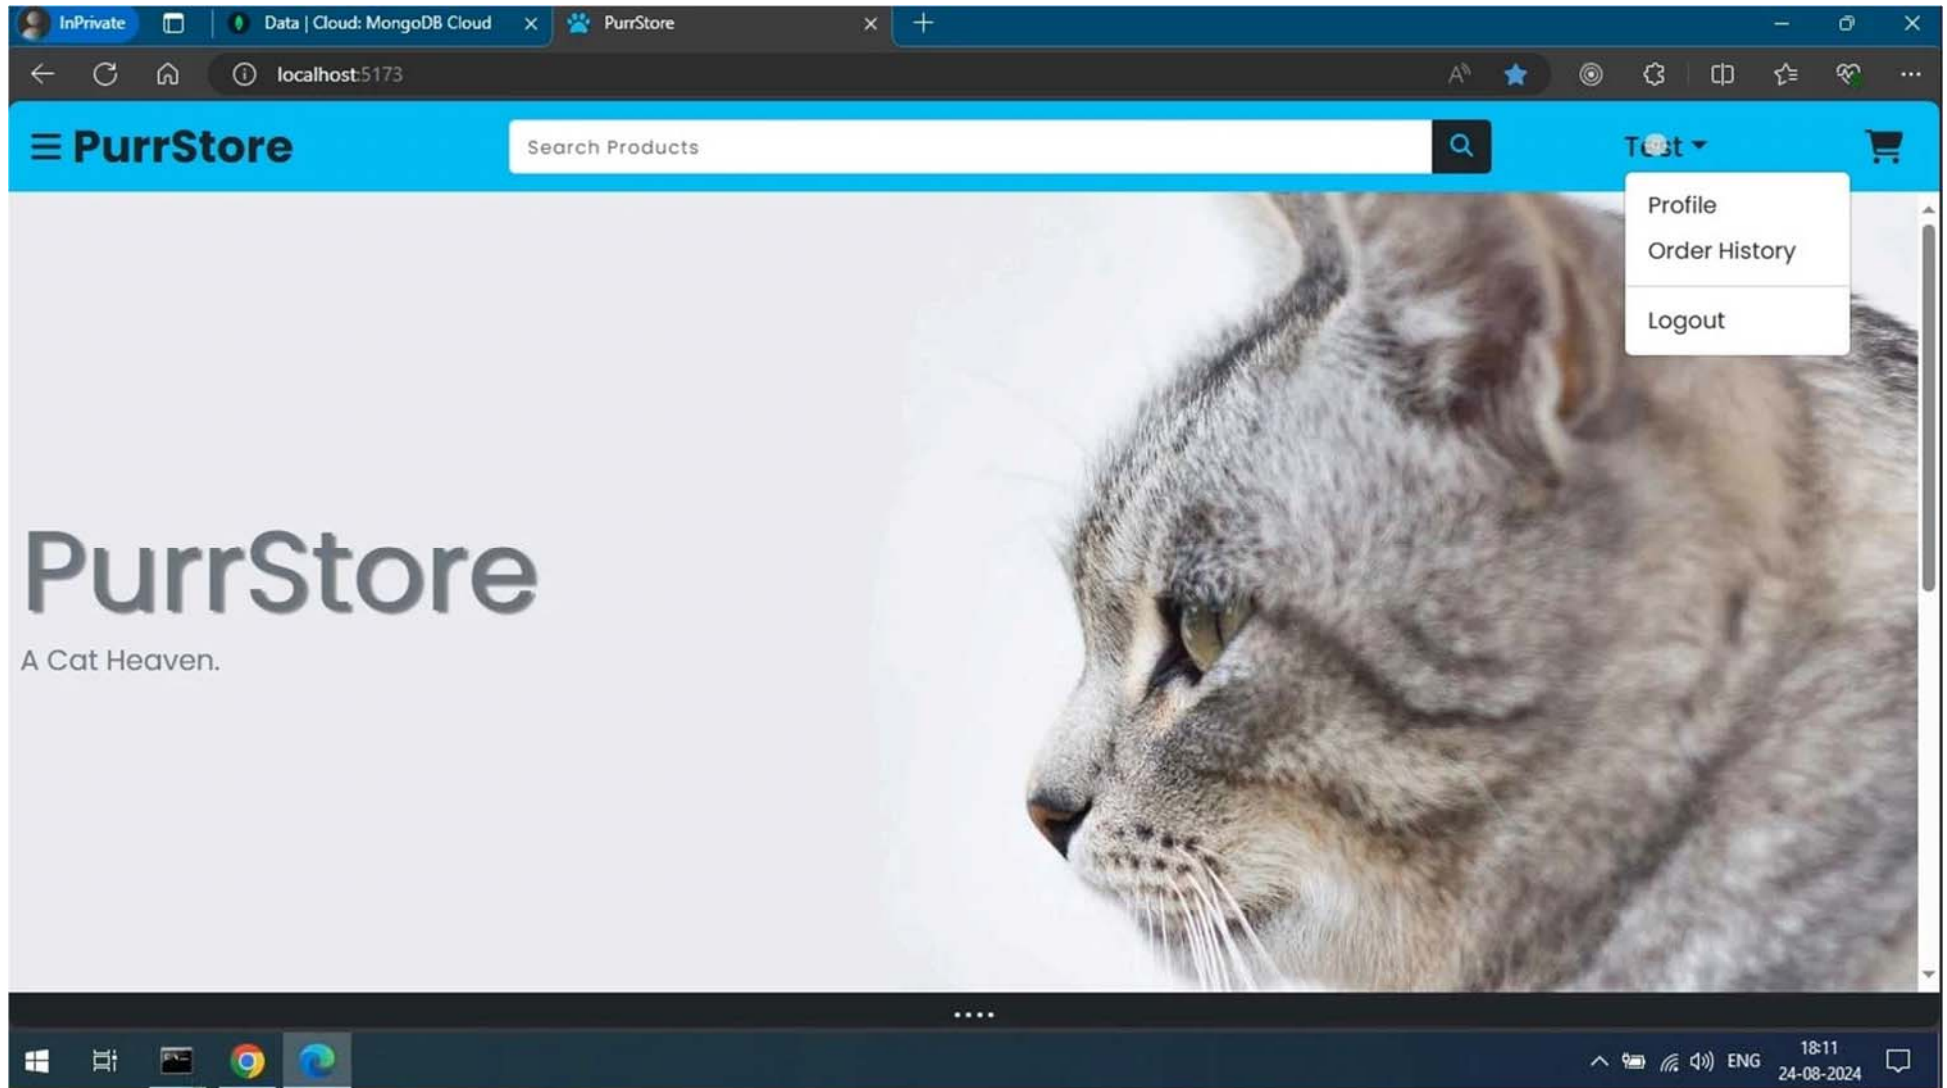 InPrivate
Data | Cloud: MongoDB Cloud
PurrStore
localhost:5173
PurrStore
Search Products
Test
Profile
Order History
Logout
PurrStore
A Cat Heaven.
ENG
18:11
24-08-2024